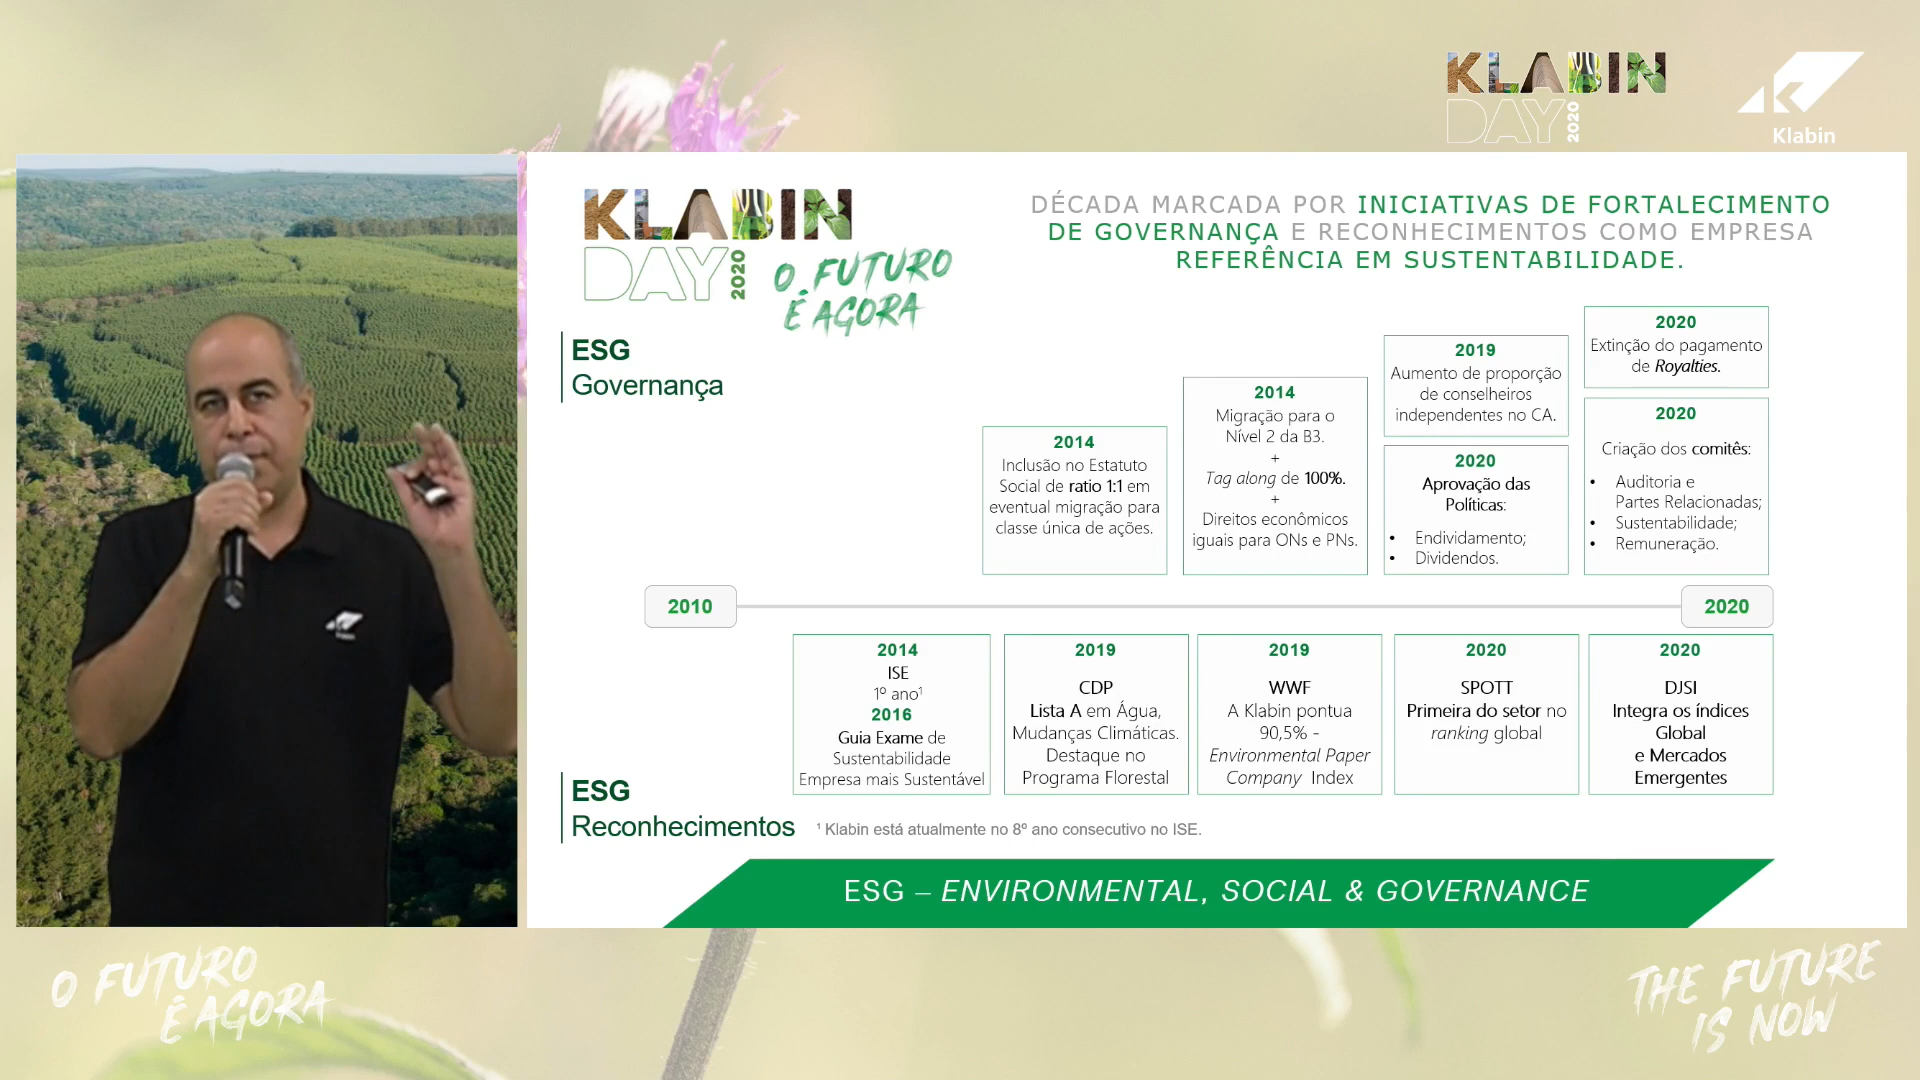 KLABIN
DAY 2020
Klabin
KLABIN
DAY 2020
O FUTURO
É AGORA
DÉCADA MARCADA POR INICIATIVAS DE FORTALECIMENTO
DE GOVERNANÇA E RECONHECIMENTOS COMO EMPRESA
REFERÊNCIA EM SUSTENTABILIDADE.
ESG
Governança
2014
Inclusão no Estatuto
Social de ratio 1:1 em
eventual migração para
classe única de ações.
2014
Migração para o
Nível 2 da B3.
+
Tag along de 100%.
+
Direitos econômicos
iguais para ONs e PNs.
2019
Aumento de proporção
de conselheiros
independentes no CA.
2020
Aprovação das
Políticas:
• Endividamento;
• Dividendos.
2020
Extinção do pagamento
de Royalties.
2020
Criação dos comitês:
• Auditoria e
Partes Relacionadas;
• Sustentabilidade;
• Remuneração.
2010
2020
2014
ISE
1º ano¹
2016
Guia Exame de
Sustentabilidade
Empresa mais Sustentável
2019
CDP
Lista A em Água,
Mudanças Climáticas.
Destaque no
Programa Florestal
2019
WWF
A Klabin pontua
90,5% -
Environmental Paper
Company Index
2020
SPOTT
Primeira do setor no
ranking global
2020
DJSI
Integra os índices
Global
e Mercados
Emergentes
ESG
Reconhecimentos
¹ Klabin está atualmente no 8º ano consecutivo no ISE.
ESG – ENVIRONMENTAL, SOCIAL & GOVERNANCE
O FUTURO
É AGORA
THE FUTURE
IS NOW